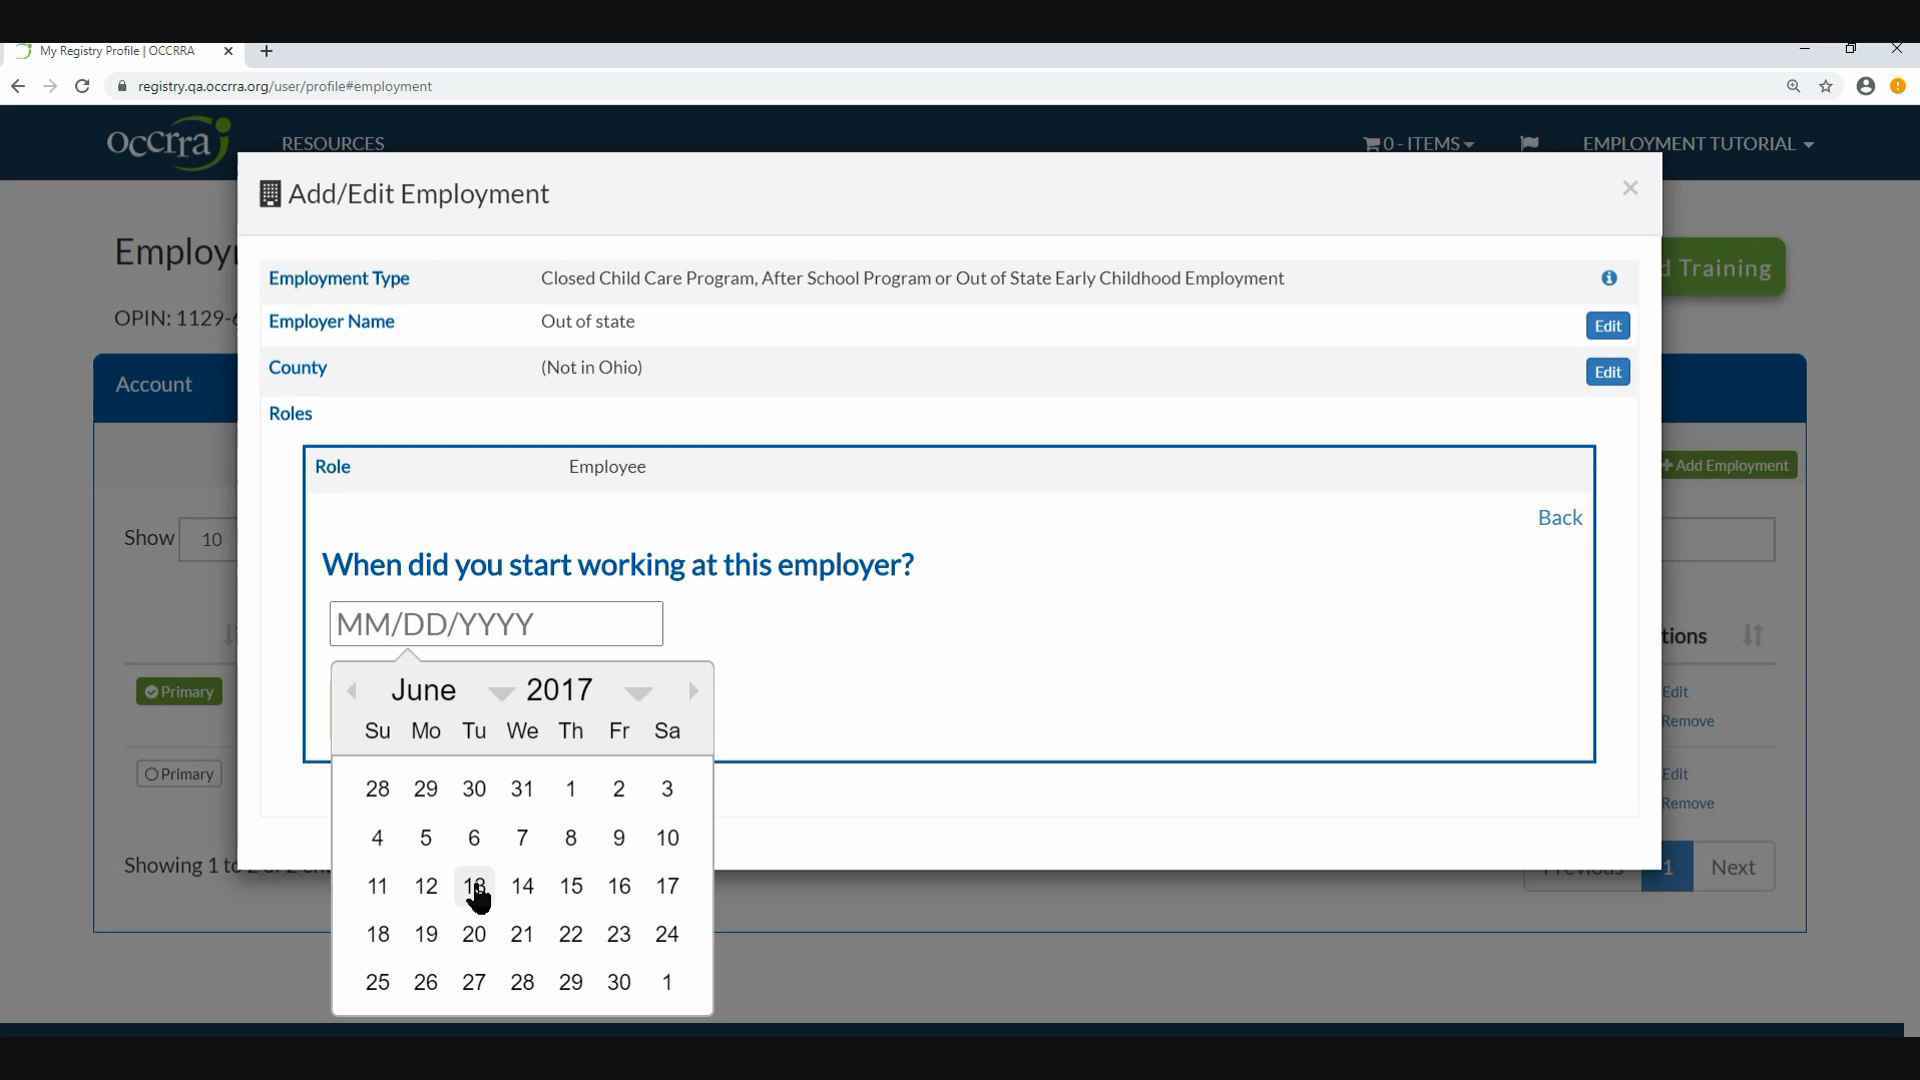 My Registry Profile | OCCRRA
registry.qa.occrra.org/user/profile#employment
occrra
RESOURCES
0 - ITEMS
EMPLOYMENT TUTORIAL
Add/Edit Employment
Employment Type Closed Child Care Program, After School Program or Out of State Early Childhood Employment
Training
Employer Name Out of state Edit
OPIN: 1129-
County (Not in Ohio) Edit
Account
Roles
Role Employee
Add Employment
Back
Show 10
When did you start working at this employer?
MM/DD/YYYY
June 2017
Primary
Edit
Remove
Su Mo Tu We Th Fr Sa
28 29 30 31 1 2 3
Primary
Edit
Remove
4 5 6 7 8 9 10
Showing 1
Previous 1 Next
11 12 13 14 15 16 17
18 19 20 21 22 23 24
25 26 27 28 29 30 1